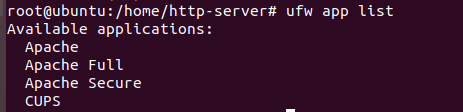 root@ubuntu:/home/http-server# ufw app list
Available applications:
  Apache
  Apache Full
  Apache Secure
  CUPS